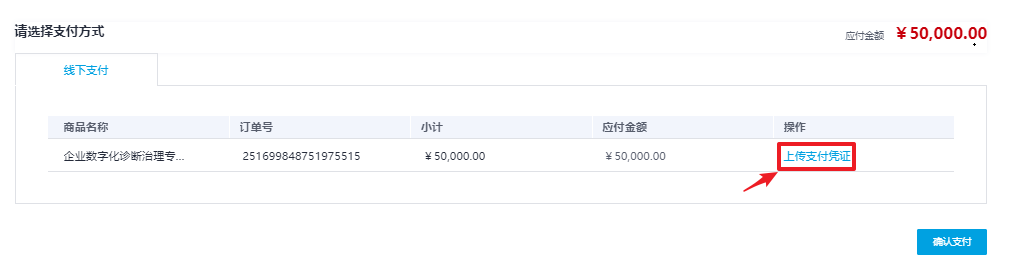 请选择支付方式
应付金额 ￥50,000.00
线下支付
商品名称 订单号 小计 应付金额 操作
企业数字化诊断治理专... 251699848751975515 ￥50,000.00 ￥50,000.00 上传支付凭证
确认支付